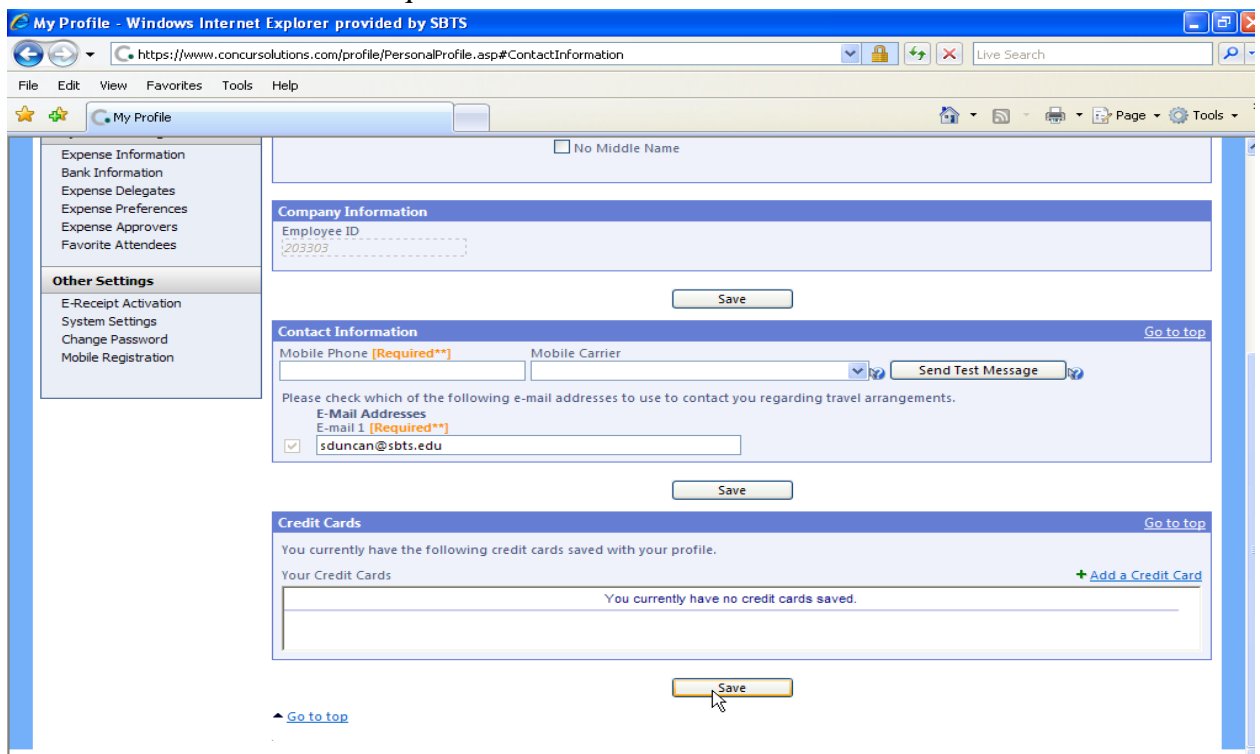 My Profile - Windows Internet Explorer provided by SBTS
https://www.concursolutions.com/profile/PersonalProfile.asp#ContactInformation
Live Search
File Edit View Favorites Tools Help
My Profile
Page
Tools
Expense Information
Bank Information
Expense Delegates
Expense Preferences
Expense Approvers
Favorite Attendees
Other Settings
E-Receipt Activation
System Settings
Change Password
Mobile Registration
No Middle Name
Company Information
Employee ID
203303
Save
Contact Information Go to top
Mobile Phone [Required**] Mobile Carrier
Send Test Message
Please check which of the following e-mail addresses to use to contact you regarding travel arrangements.
E-Mail Addresses
E-mail 1 [Required**]
sduncan@sbts.edu
Save
Credit Cards Go to top
You currently have the following credit cards saved with your profile.
Your Credit Cards + Add a Credit Card
You currently have no credit cards saved.
Save
Go to top